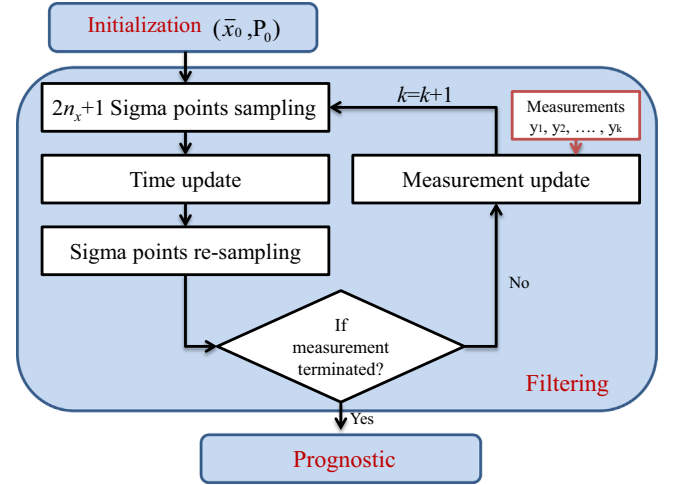 Initialization (x̄₀ ,P₀)
2nₓ+1 Sigma points sampling
k=k+1
Measurements
y₁, y₂, …. , yₖ
Time update
Measurement update
Sigma points re-sampling
No
If
measurement
terminated?
Filtering
Yes
Prognostic